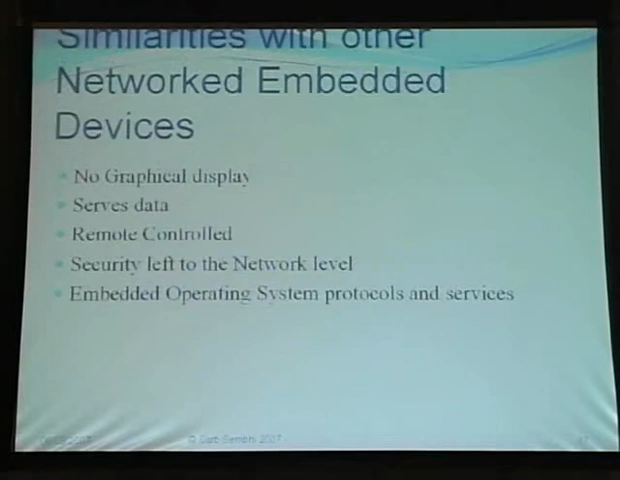 Similarities with other
Networked Embedded
Devices
No Graphical display
Serves data
Remote Controlled
Security left to the Network level
Embedded Operating System protocols and services
2007